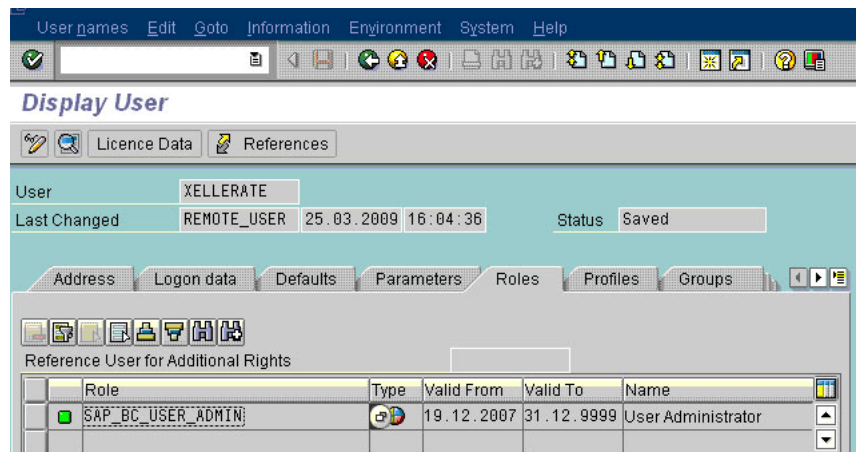 User names Edit Goto Information Environment System Help
Display User
Licence Data References
User XELLERATE
Last Changed REMOTE_USER 25.03.2009 16:04:36 Status Saved
Address Logon data Defaults Parameters Roles Profiles Groups
Reference User for Additional Rights
Role Type Valid From Valid To Name
SAP_BC_USER_ADMIN 19.12.2007 31.12.9999 User Administrator